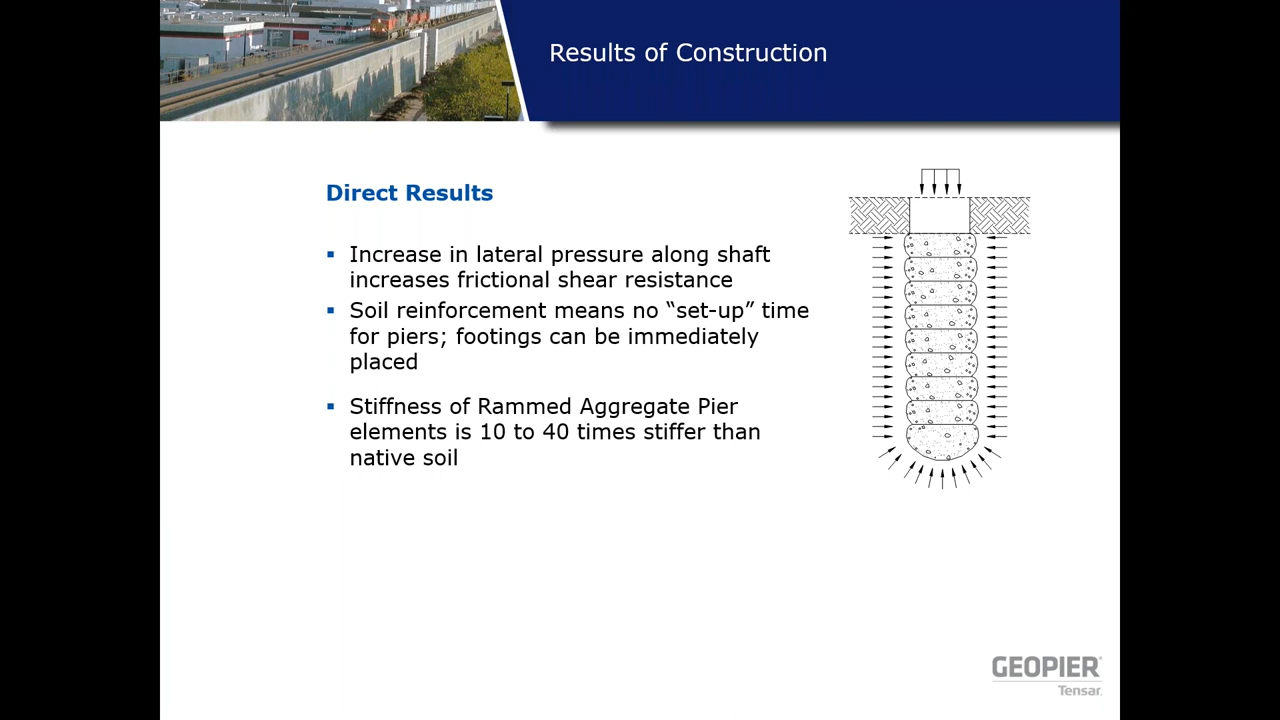 Results of Construction
Direct Results
▪ Increase in lateral pressure along shaft
increases frictional shear resistance
▪ Soil reinforcement means no “set-up” time
for piers; footings can be immediately
placed
▪ Stiffness of Rammed Aggregate Pier
elements is 10 to 40 times stiffer than
native soil
GEOPIER®
Tensar.